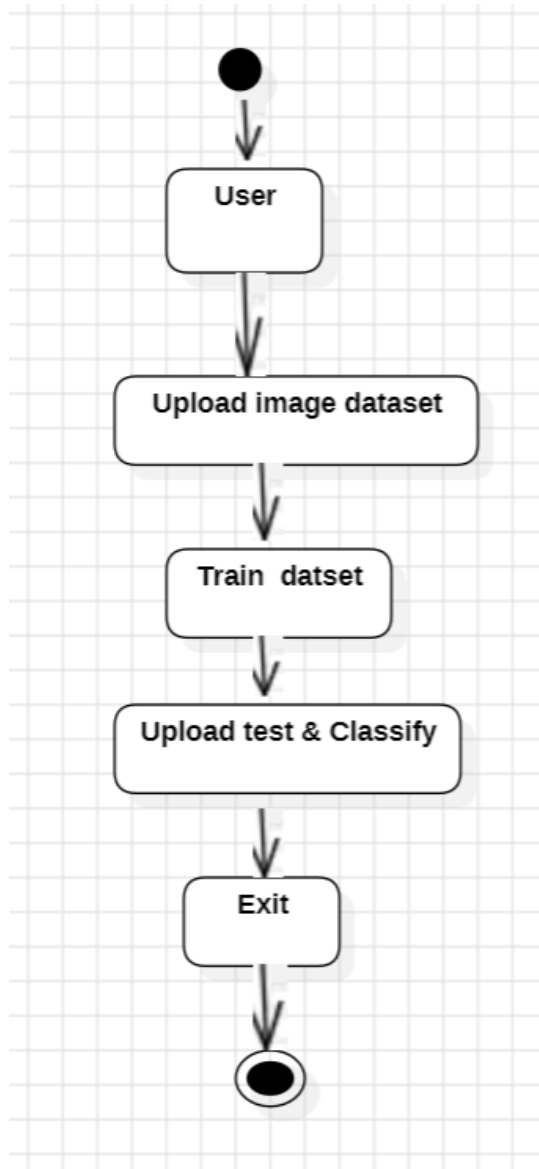 User
Upload image dataset
Train  datset
Upload test & Classify
Exit